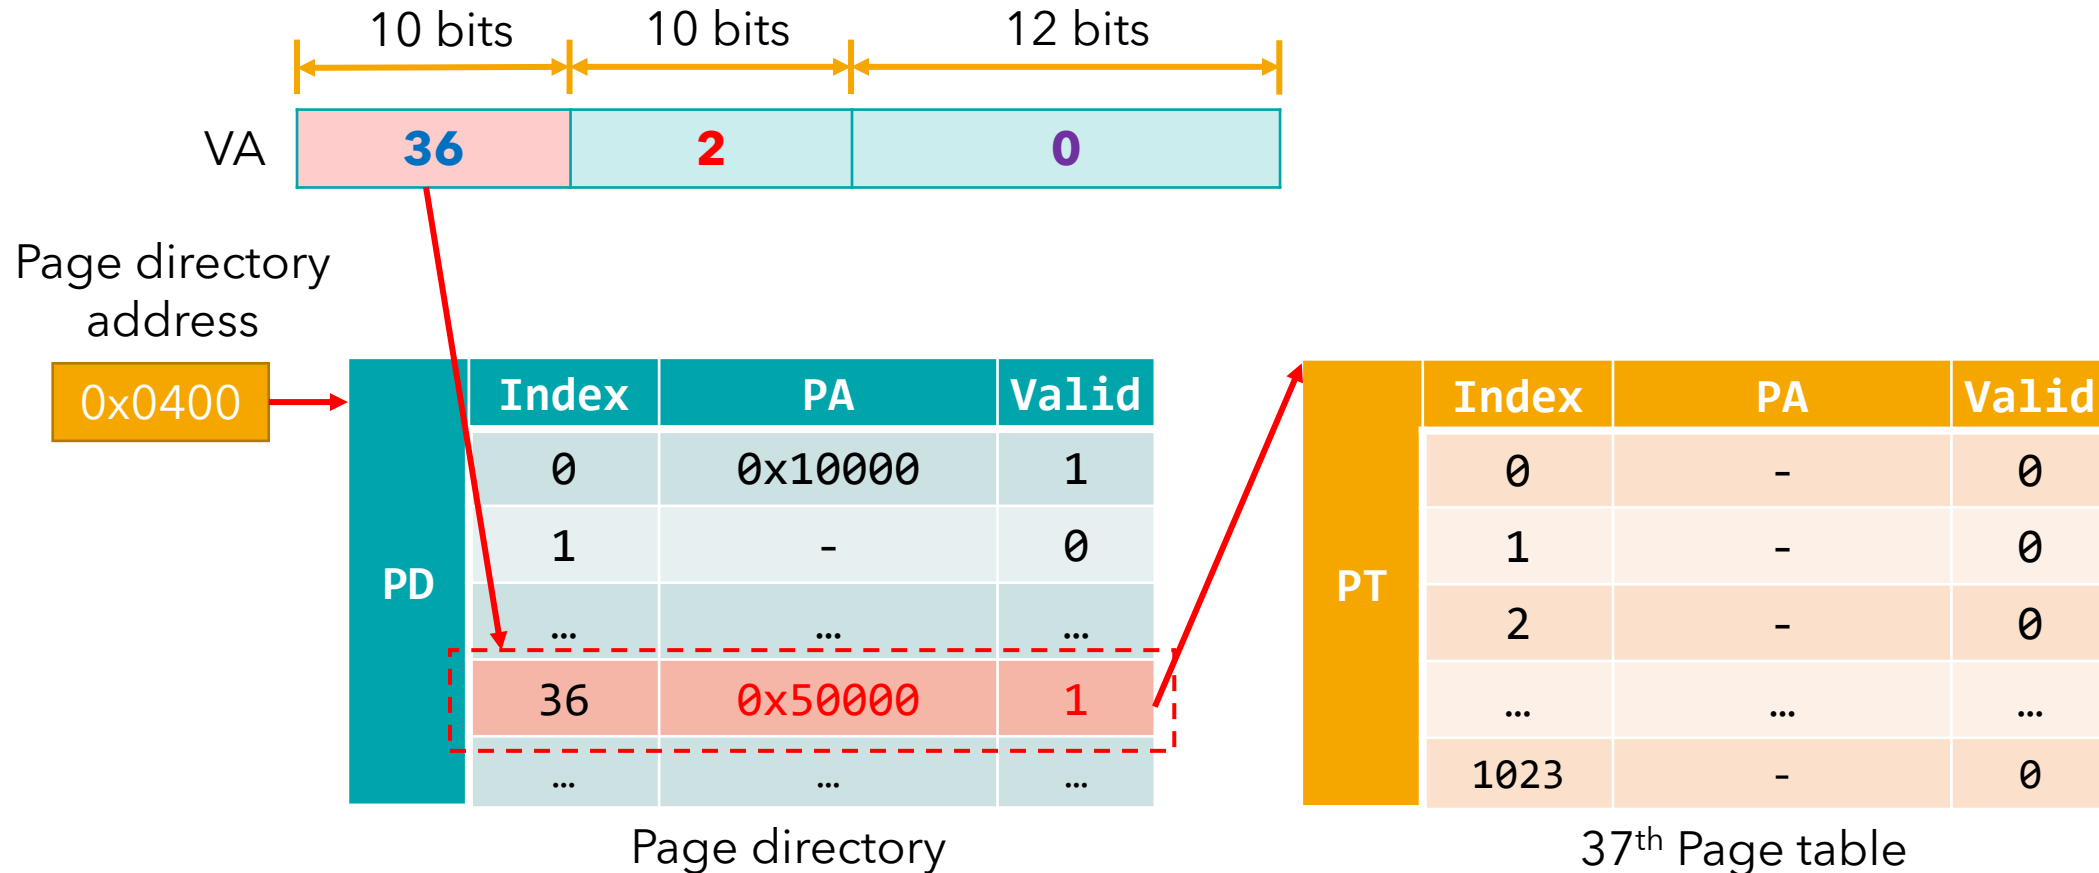 10 bits 10 bits 12 bits
VA 36 2 0
Page directory
address
0x0400
PD
Index PA Valid
0 0x10000 1
1 - 0
… … …
36 0x50000 1
… … …
Page directory
PT
Index PA Valid
0 - 0
1 - 0
2 - 0
… … …
1023 - 0
37th Page table